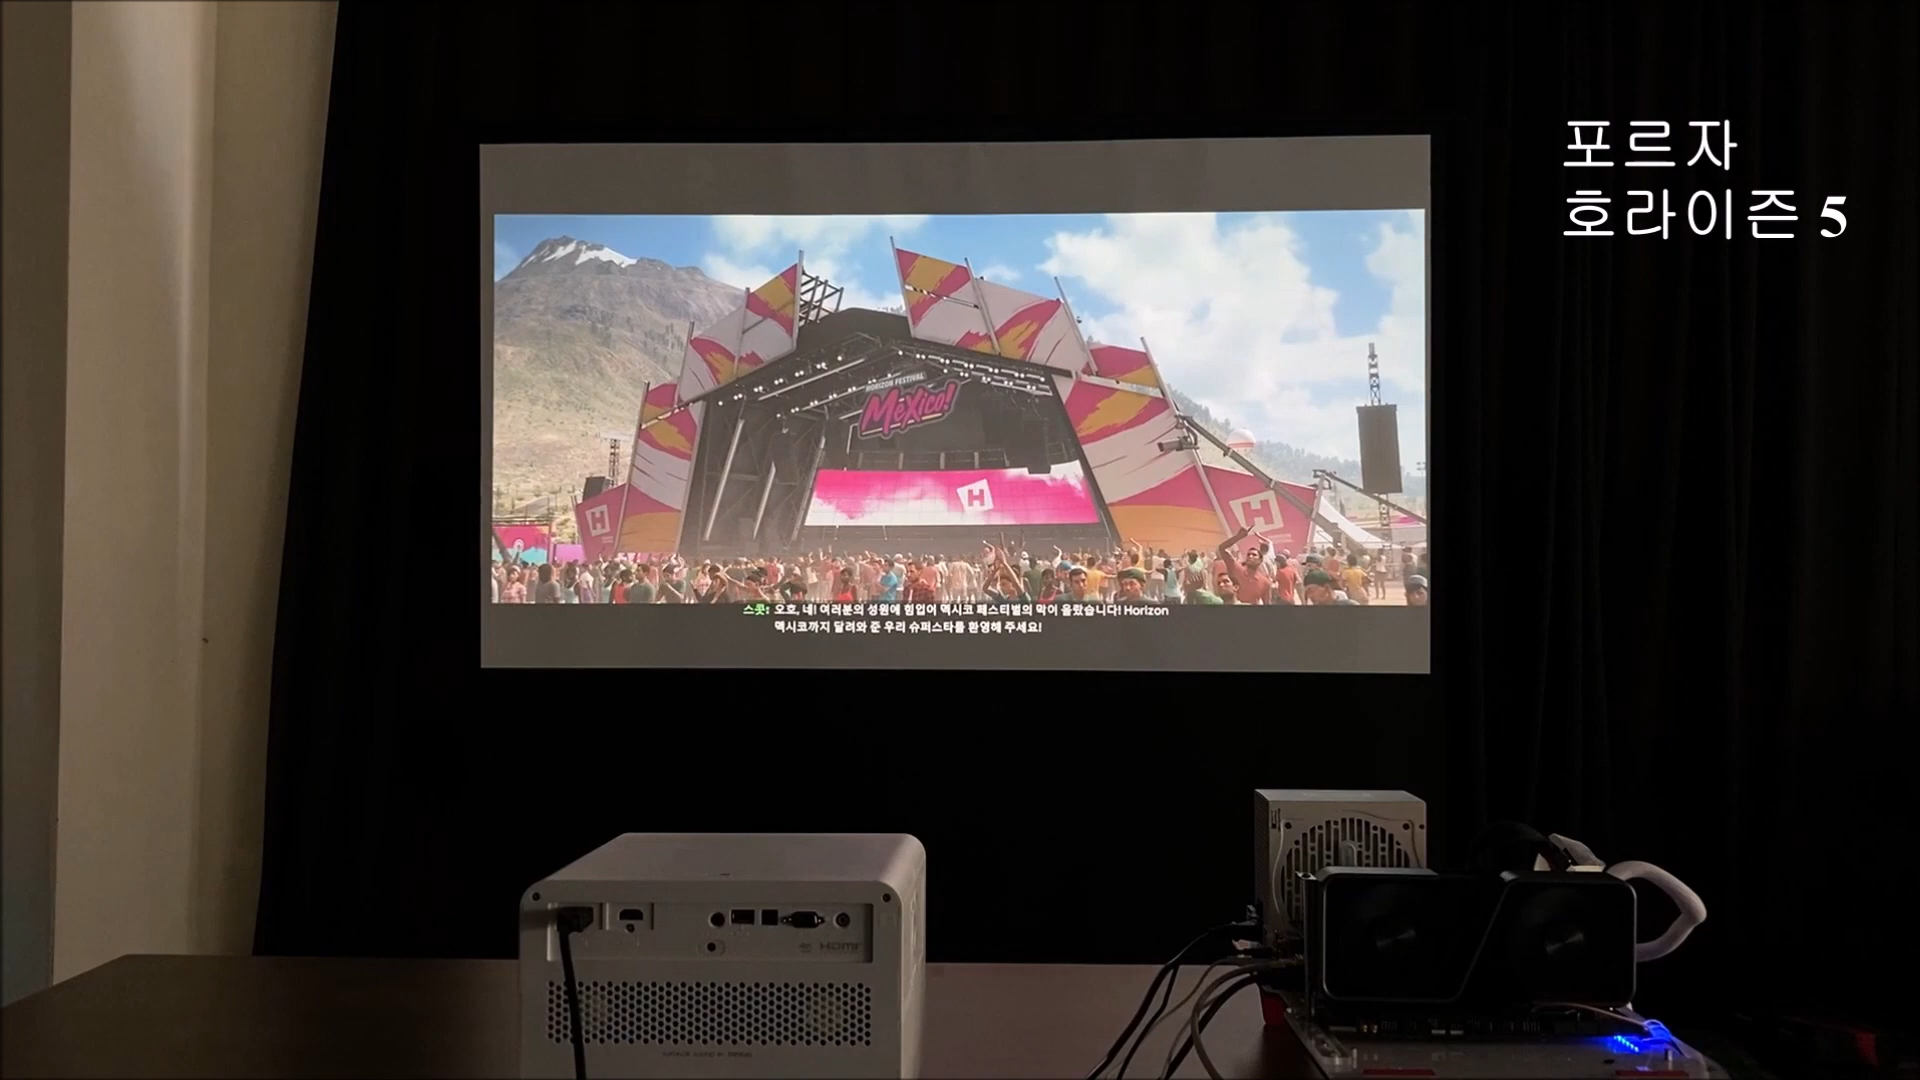 포르자
호라이즌 5
HORIZON FESTIVAL
MéXico!
H
H
H
스콧: 오호, 네! 여러분의 성원에 힘입어 멕시코 페스티벌의 막이 올랐습니다! Horizon
멕시코까지 달려와 준 우리 슈퍼스타를 환영해 주세요!
4K HDMI